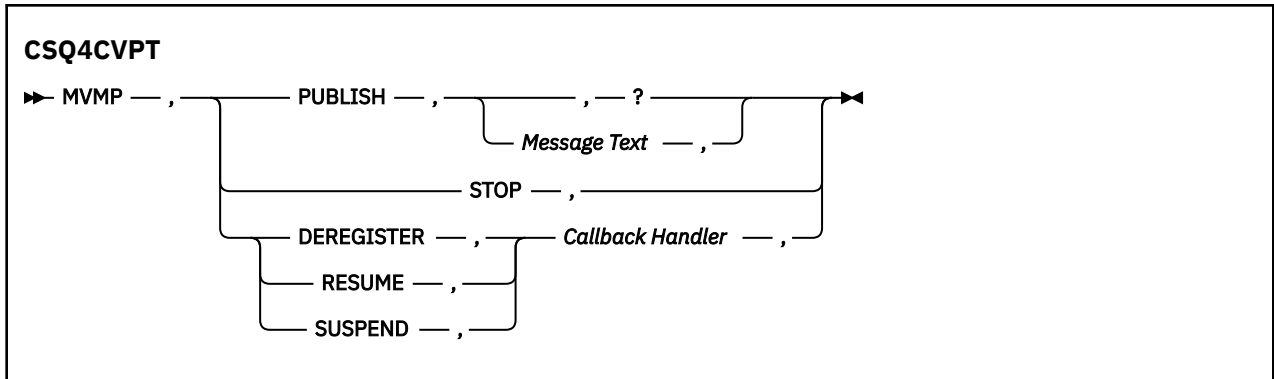 CSQ4CVPT
MVMP , PUBLISH , , ?
Message Text ,
STOP ,
DEREGISTER , Callback Handler ,
RESUME ,
SUSPEND ,